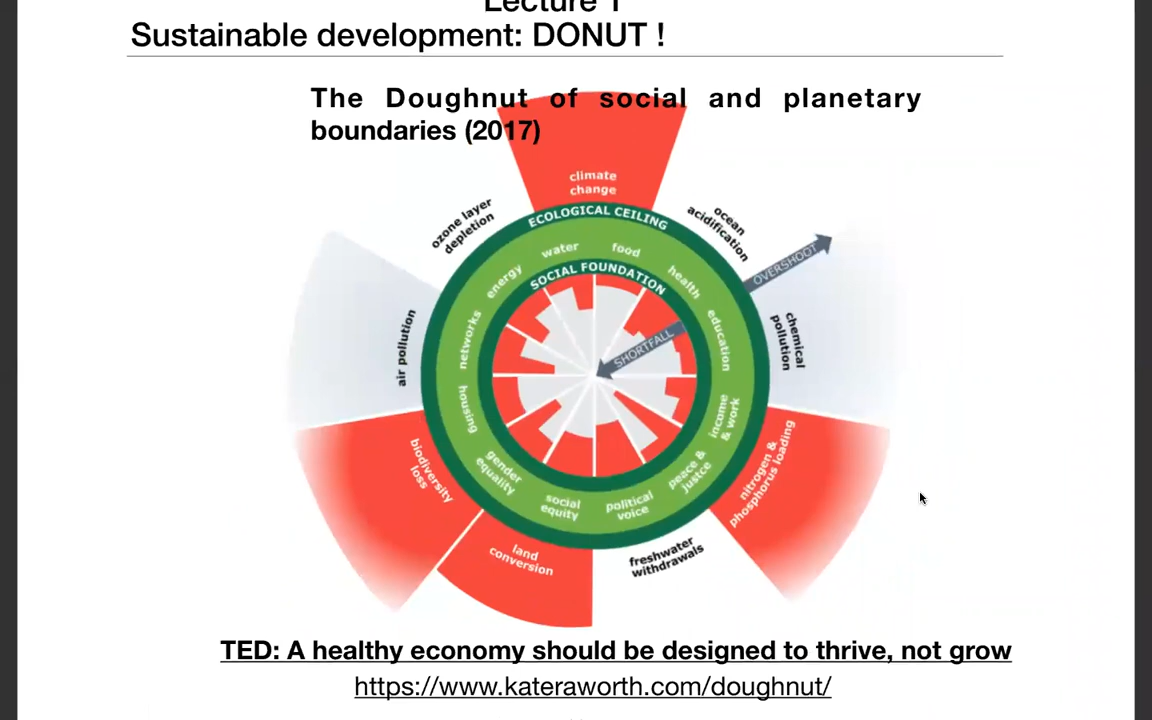 Lecture 1
Sustainable development: DONUT !
The Doughnut of social and planetary
boundaries (2017)
climate
change
ozone layer
depletion
ocean
acidification
ECOLOGICAL CEILING
water
food
energy
health
SOCIAL FOUNDATION
OVERSHOOT
SHORTFALL
networks
education
air pollution
chemical
pollution
housing
income
& work
gender
equality
peace &
justce
social
equity
political
voice
biodiversity
loss
nitrogen &
phosphorus loading
land
conversion
freshwater
withdrawals
TED: A healthy economy should be designed to thrive, not grow
https://www.kateraworth.com/doughnut/